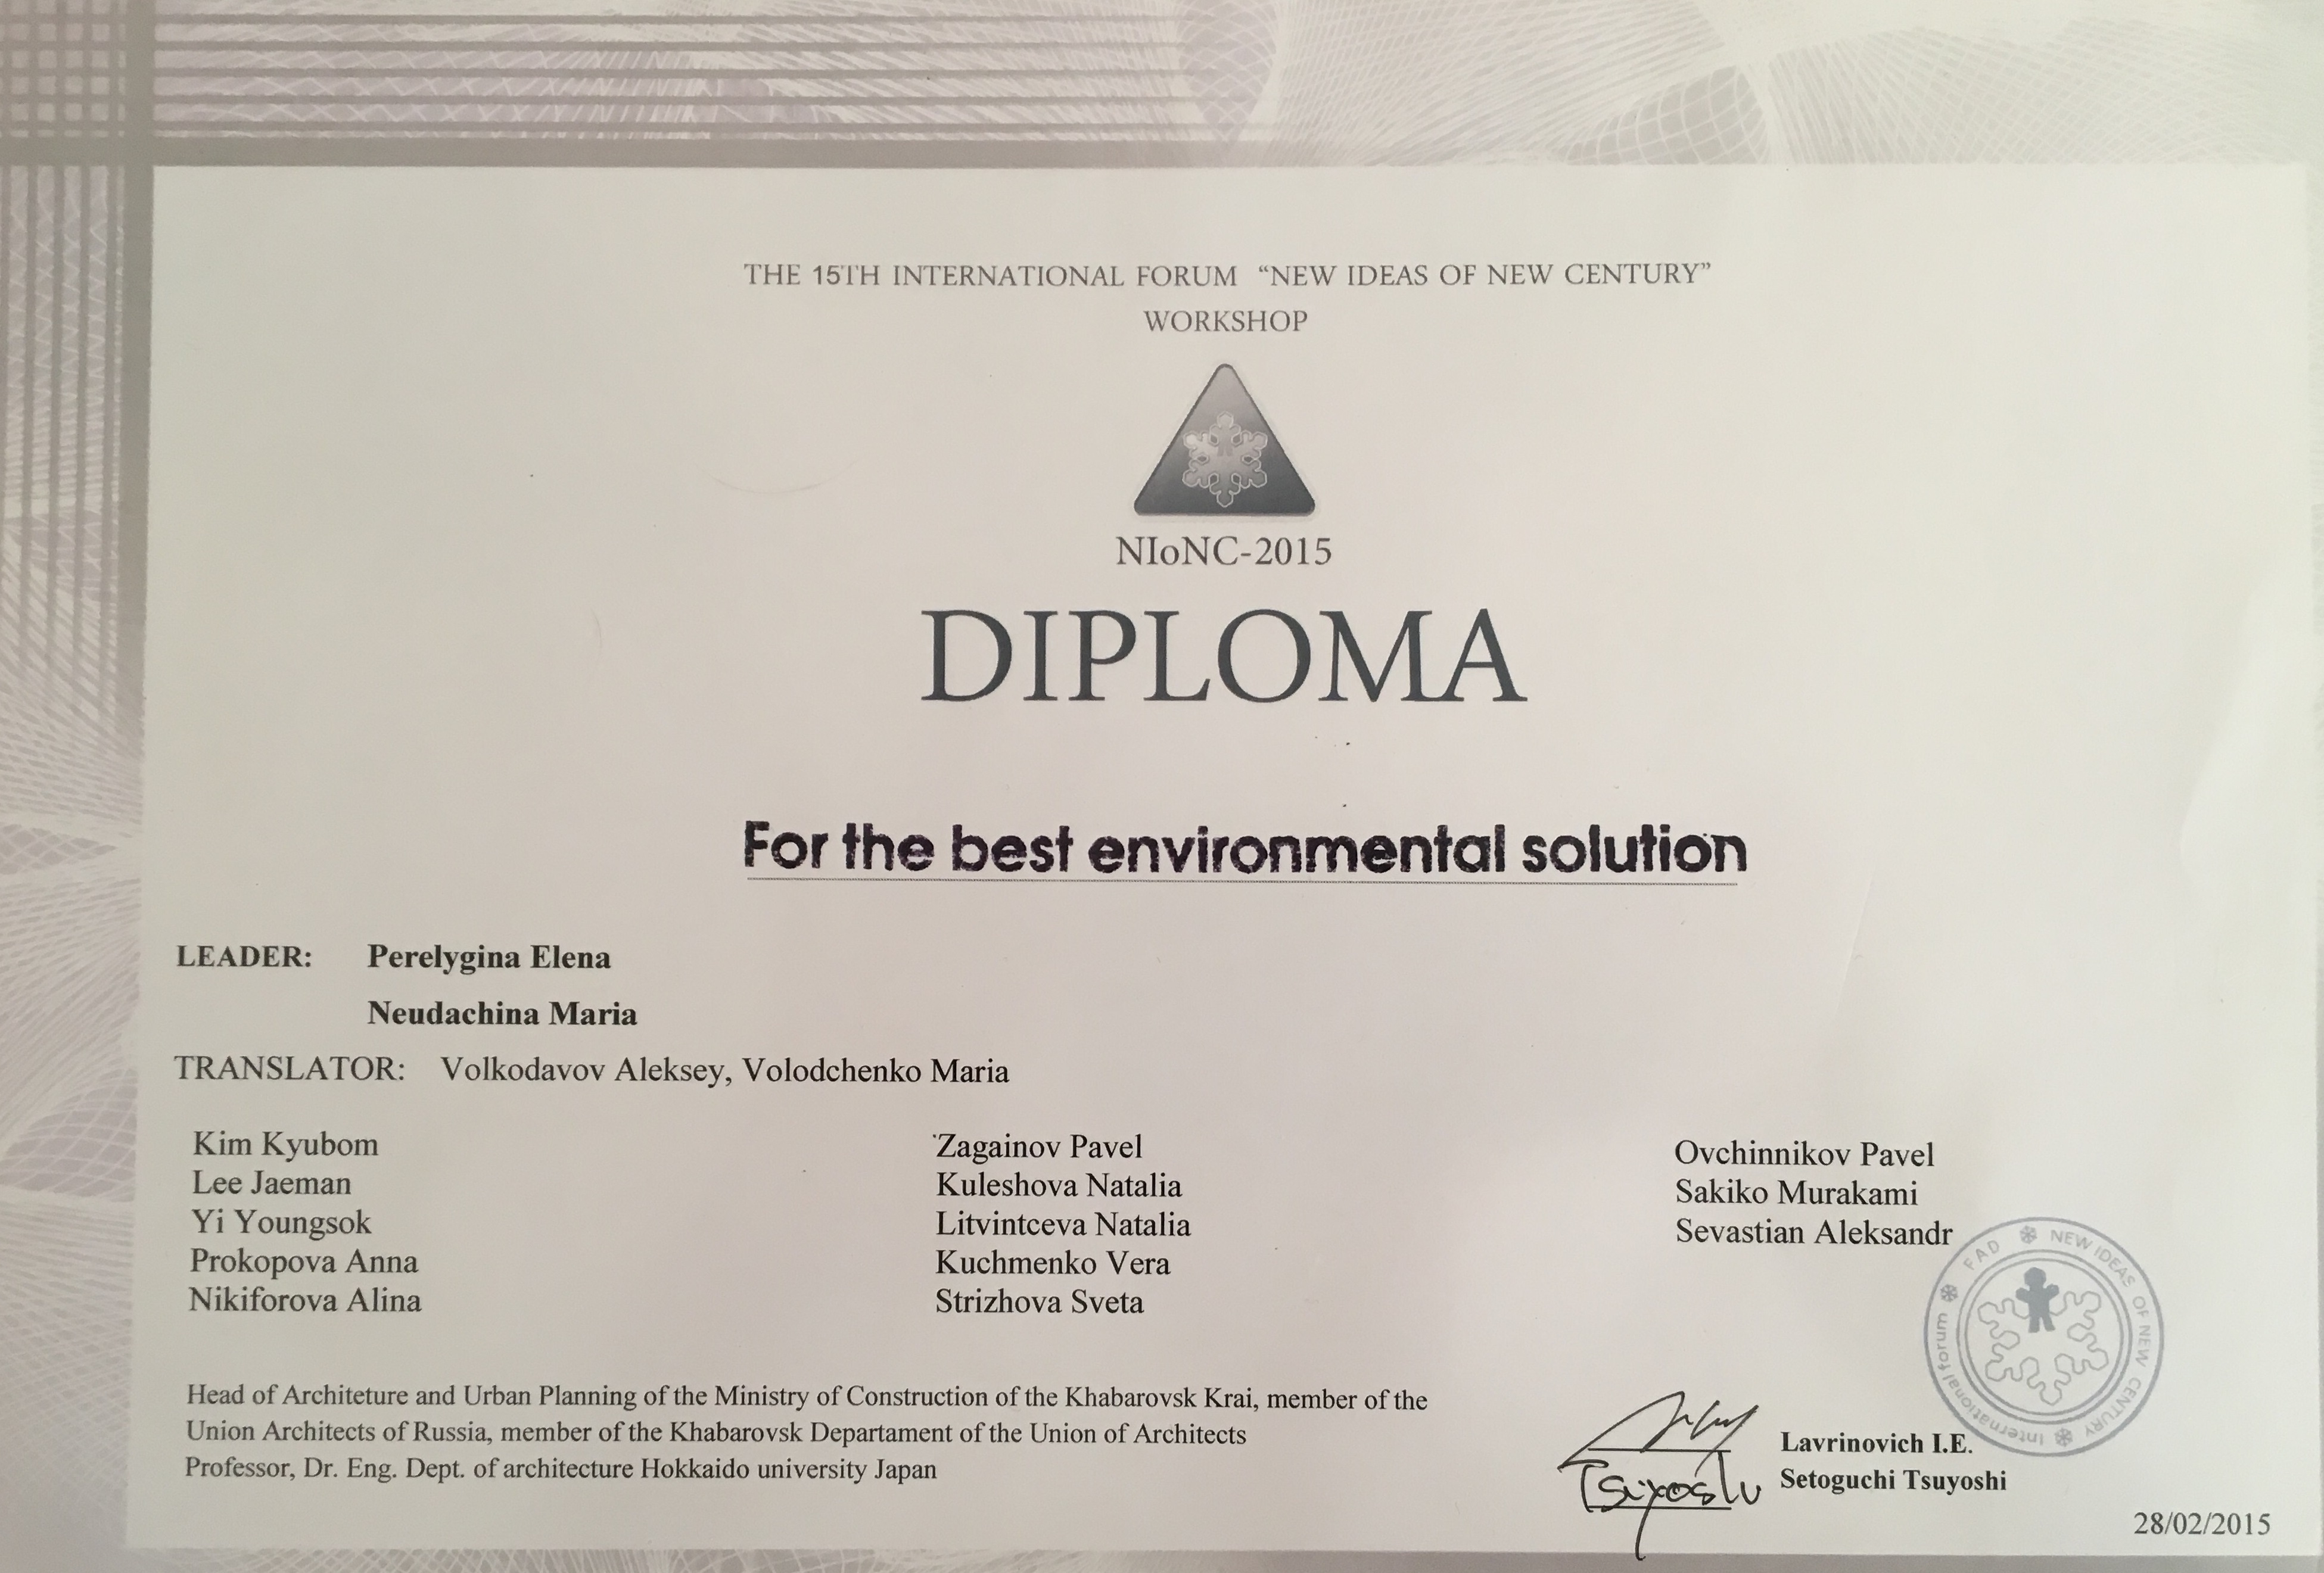 THE 15TH INTERNATIONAL FORUM “NEW IDEAS OF NEW CENTURY”
WORKSHOP
NIoNC-2015
DIPLOMA
For the best environmental solution
LEADER: Perelygina Elena
Neudachina Maria
TRANSLATOR: Volkodavov Aleksey, Volodchenko Maria
Kim Kyubom
Lee Jaeman
Yi Youngsok
Prokopova Anna
Nikiforova Alina
Zagainov Pavel
Kuleshova Natalia
Litvintceva Natalia
Kuchmenko Vera
Strizhova Sveta
Ovchinnikov Pavel
Sakiko Murakami
Sevastian Aleksandr
International forum FAD NEW IDEAS OF NEW CENTURY
Head of Architeture and Urban Planning of the Ministry of Construction of the Khabarovsk Krai, member of the
Union Architects of Russia, member of the Khabarovsk Departament of the Union of Architects
Professor, Dr. Eng. Dept. of architecture Hokkaido university Japan
Lavrinovich I.E.
Setoguchi Tsuyoshi
28/02/2015